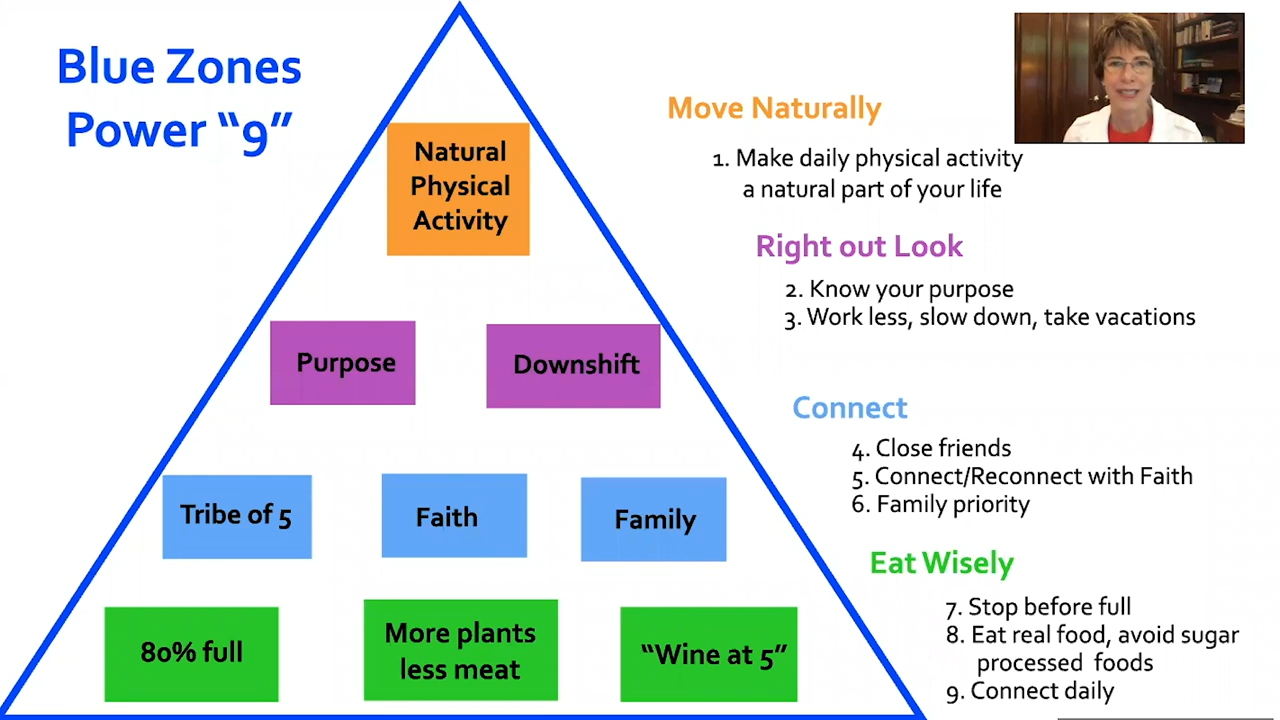 Blue Zones
Power “9”
Natural
Physical
Activity
Purpose
Downshift
Tribe of 5
Faith
Family
80% full
More plants
less meat
“Wine at 5”
Move Naturally
1. Make daily physical activity
a natural part of your life
Right out Look
2. Know your purpose
3. Work less, slow down, take vacations
Connect
4. Close friends
5. Connect/Reconnect with Faith
6. Family priority
Eat Wisely
7. Stop before full
8. Eat real food, avoid sugar
processed foods
9. Connect daily